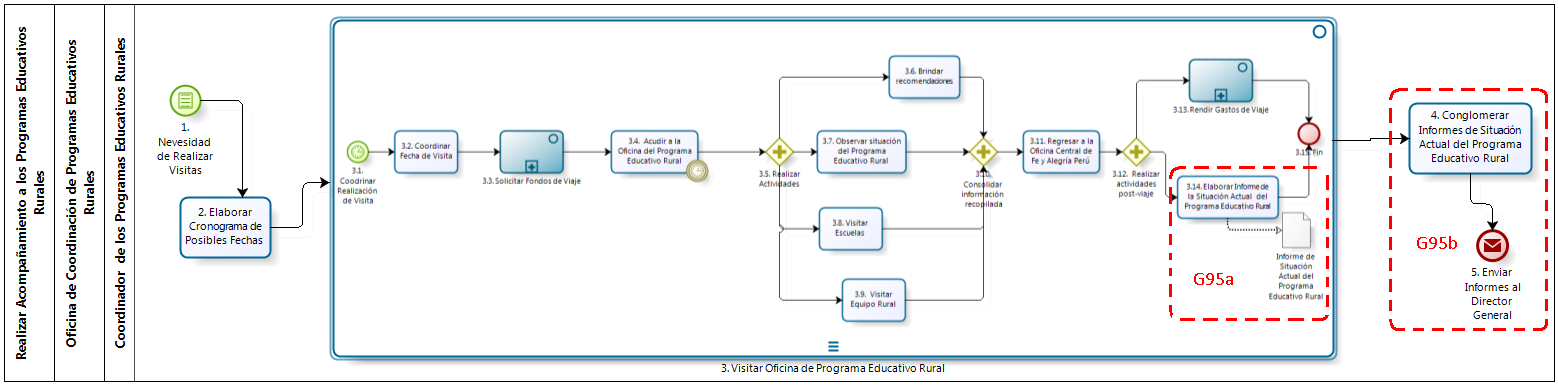 Realizar Acompañamiento a los Programas Educativos
Rurales
Oficina de Coordinación de Programas Educativos
Rurales
Coordinador de los Programas Educativos Rurales
1.
Nevesidad
de Realizar
Visitas
2. Elaborar
Cronograma de
Posibles Fechas
3.1.
Coodrinar
Realización
de Visita
3.2. Coordinar
Fecha de Visita
3.3. Solicitar Fondos de Viaje
3.4. Acudir a la
Oficina del Programa
Educativo Rural
3.5. Realizar
Actividades
3.6. Brindar
recomendaciones
3.7. Observar situación
del Programa
Educativo Rural
3.8. Visitar
Escuelas
3.9. Visitar
Equipo Rural
3.10.
Consolidar
información
recopilada
3.11. Regresar a la
Oficina Central de
Fe y Alegría Perú
3.12. Realizar
actividades
post-viaje
3.13. Rendir Gastos de Viaje
3.14. Elaborar Informe de
la Situación Actual del
Programa Educativo Rural
3.15. Fin
Informe de
Situación
Actual del
Programa
Educativo Rural
G95a
3. Visitar Oficina de Programa Educativo Rural
4. Conglomerar
Informes de Situación
Actual del Programa
Educativo Rural
G95b
5. Enviar
Informes al
Director
General